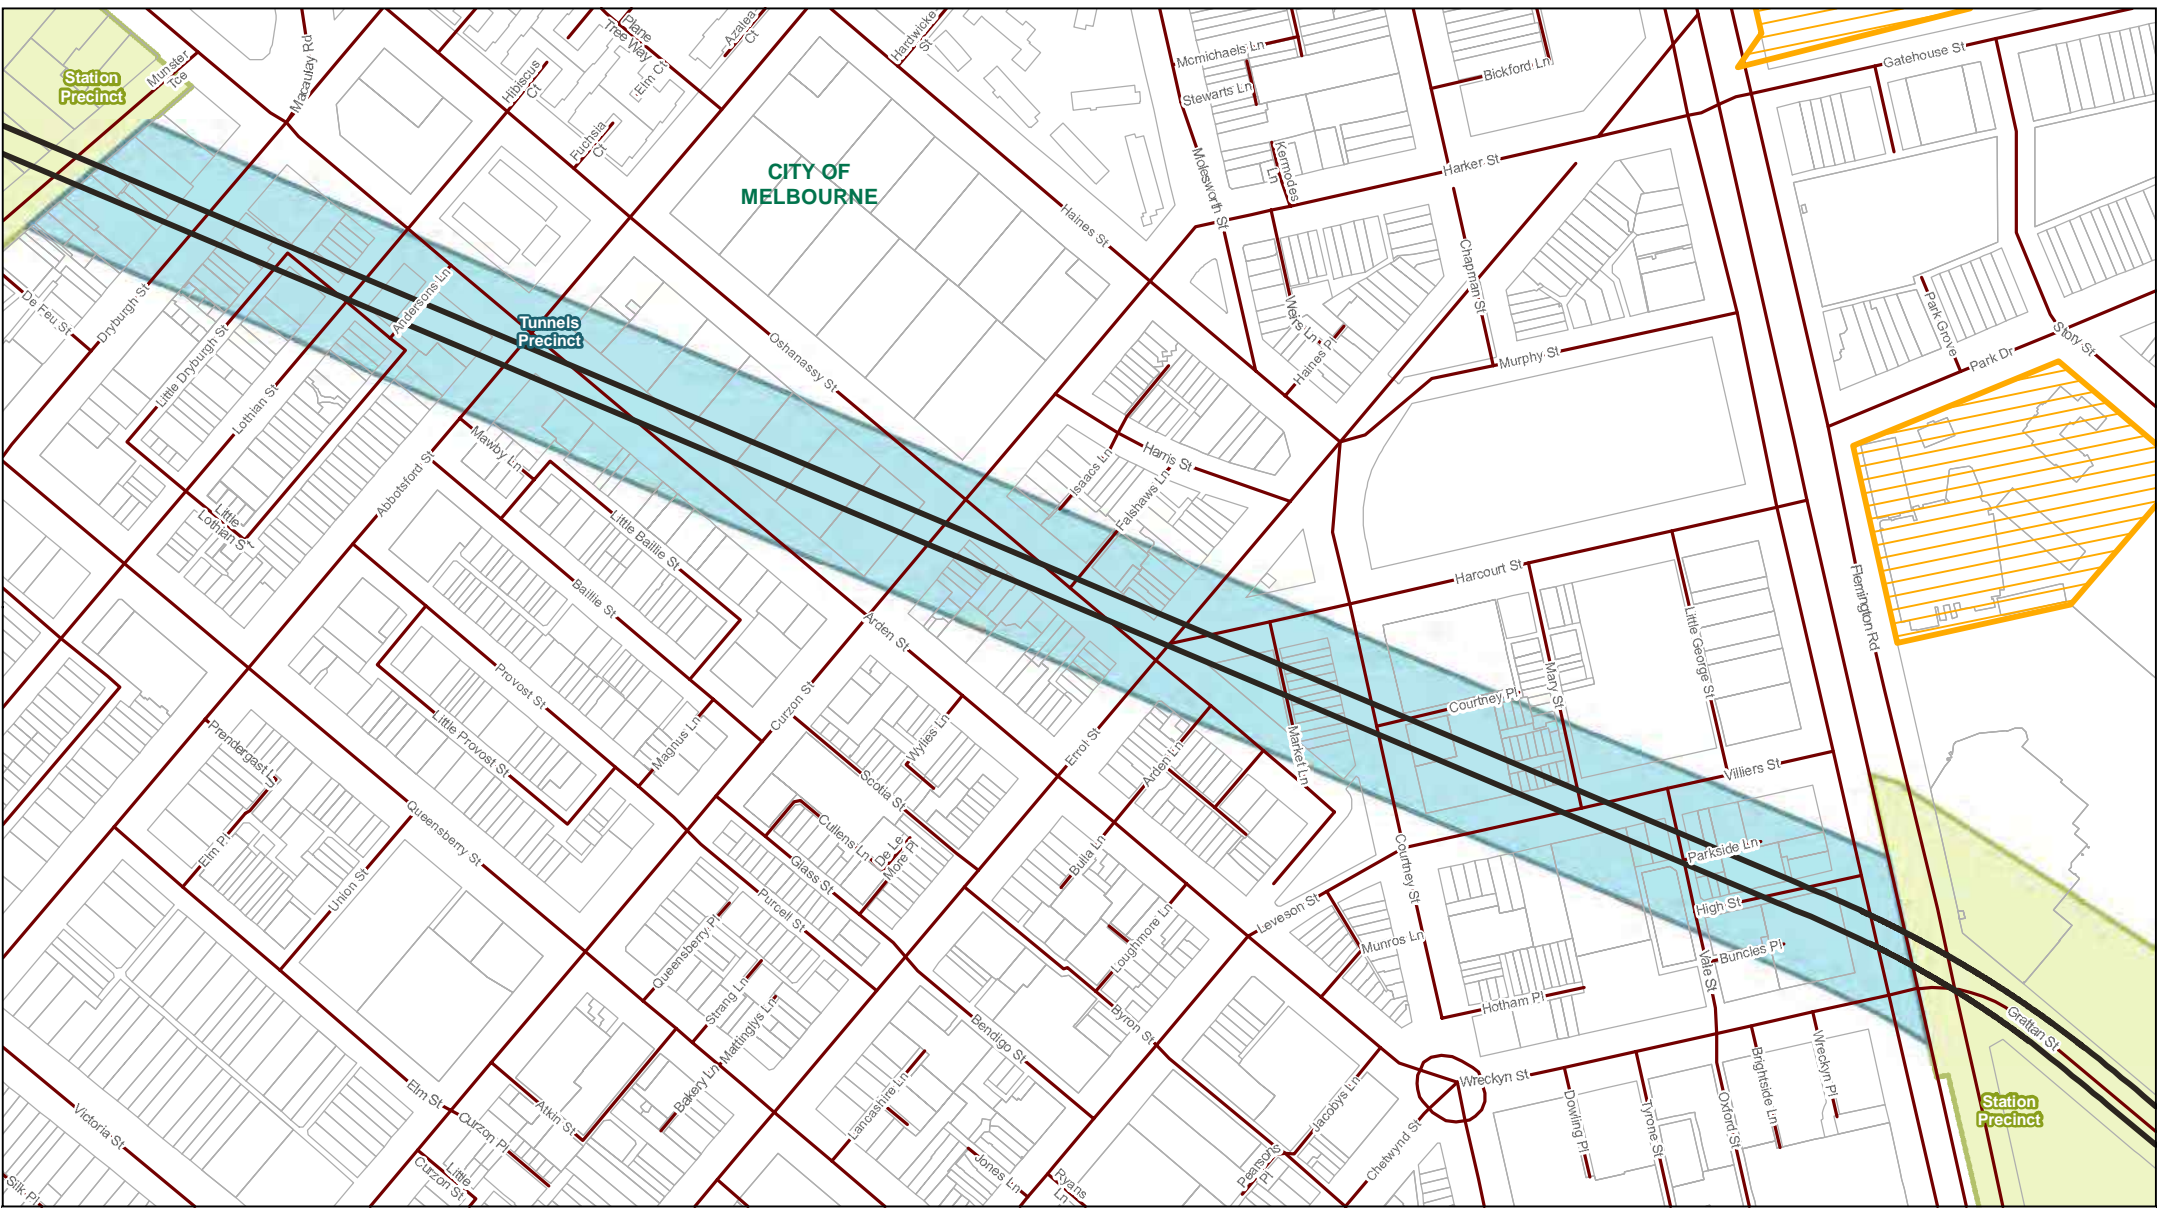 Station
Precinct
Munster
Tce
Macaulay Rd
Plane
Tree Way
Azalea
Ct
Hibiscus
Ct
Elm Ct
Fuchsia
Ct
Hardwicke
St
CITY OF
MELBOURNE
Haines St
Mcmichaels Ln
Stewarts Ln
Bickford Ln
Gatehouse St
Molesworth St
Kermodes
Ln
Harker St
Chapman St
Weirs Ln
Haines Pl
Murphy St
Park Grove
Park Dr
Story St
De Feu St
Dryburgh St
Little Dryburgh St
Lothian St
Andersons Ln
Tunnels
Precinct
Oshanassy St
Abbotsford St
Mawby Ln
Little
Lothian St
Little Baillie St
Baillie St
Isaacs Ln
Harris St
Falshaws Ln
Harcourt St
Little George St
Flemington Rd
Mary St
Courtney Pl
Arden St
Provost St
Little Provost St
Magnus Ln
Curzon St
Wylies Ln
Scotia St
Errol St
Arden Ln
Market Ln
Villiers St
Prendergast Ln
Elm Pl
Union St
Queensberry St
Cullens Ln
De Le
More Pl
Glass St
Purcell St
Bulla Ln
Courtney St
Parkside Ln
High St
Buncles Pl
Vale St
Leveson St
Munros Ln
Queensberry Pl
Loughmore Ln
Strang Ln
Mattinglys Ln
Hotham Pl
Byron St
Bendigo St
Grattan St
Wreckyn St
Wreckyn Pl
Brightside Ln
Oxford St
Tyrone St
Dowling Pl
Station
Precinct
Victoria St
Elm St
Curzon Pl
Atkin St
Bakery Ln
Lancashire Ln
Jacobys Ln
Chetwynd St
Pearsons
Pl
Jones Ln
Ryans
Ln
Little
Curzon St
Silk Pl